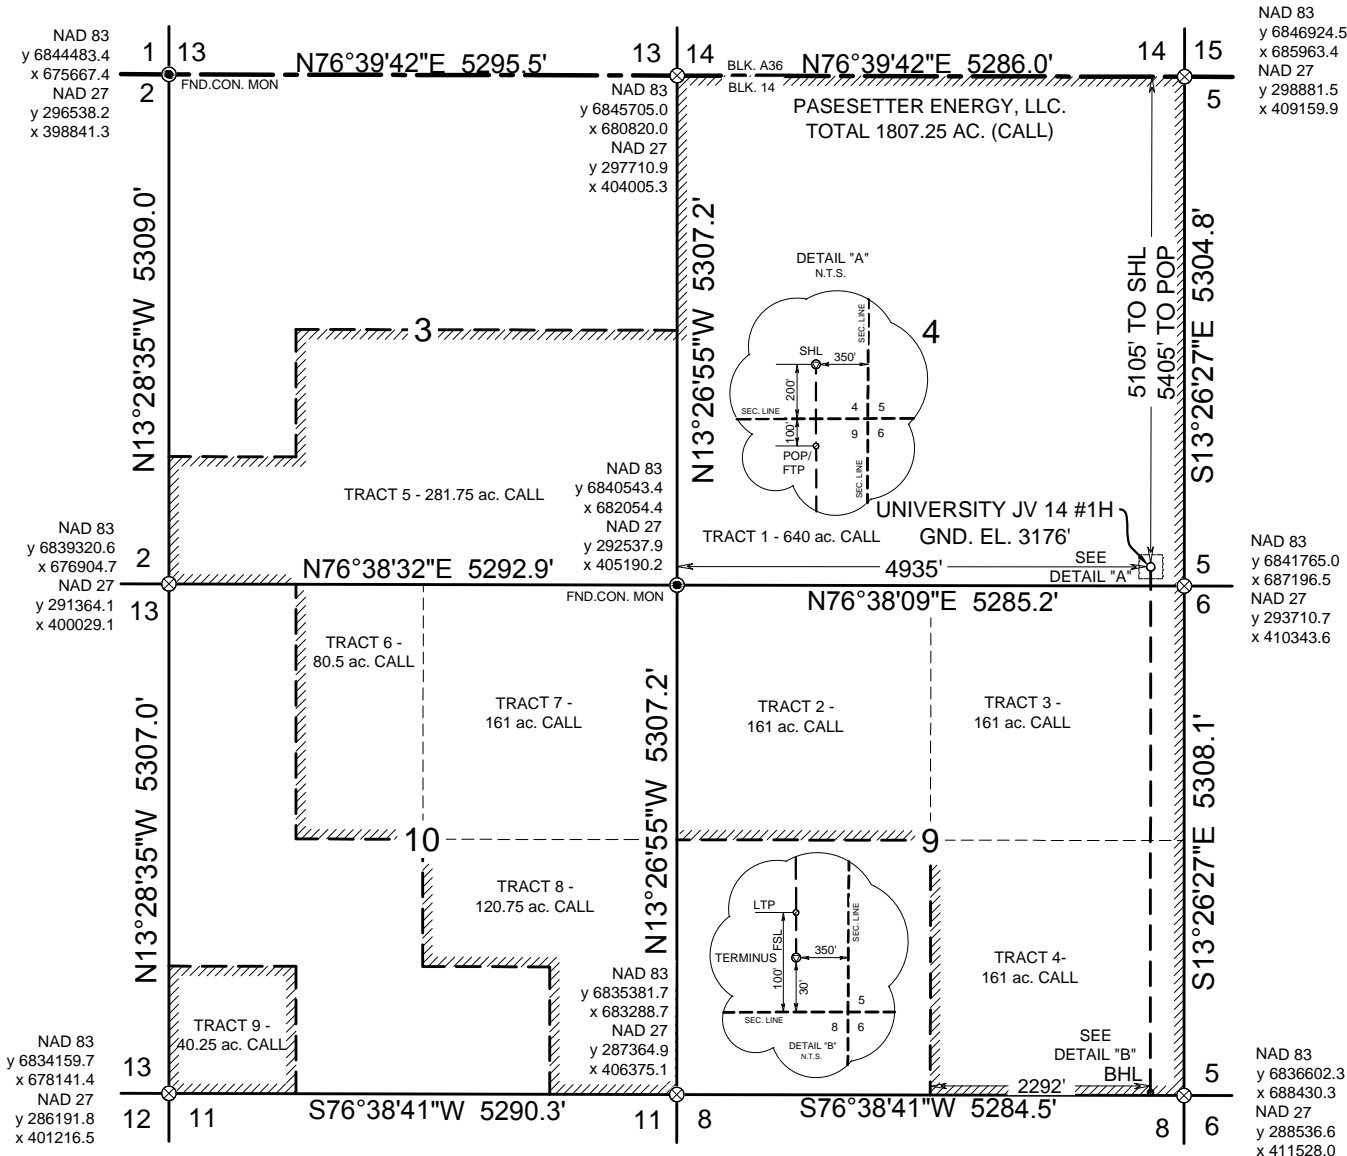 NAD 83
y 6844483.4
x 675667.4
NAD 27
y 296538.2
x 398841.3
1
13
2
FND.CON. MON
N76°39'42"E 5295.5'
13
14
NAD 83
y 6845705.0
x 680820.0
NAD 27
y 297710.9
x 404005.3
BLK. A36
BLK. 14
N76°39'42"E 5286.0'
14
15
5
NAD 83
y 6846924.5
x 685963.4
NAD 27
y 298881.5
x 409159.9
PASESETTER ENERGY, LLC.
TOTAL 1807.25 AC. (CALL)
N13°28'35"W 5309.0'
N13°26'55"W 5307.2'
5105' TO SHL
5405' TO POP
S13°26'27"E 5304.8'
3
4
DETAIL "A"
N.T.S.
SEC. LINE
SHL
350'
200'
SEC. LINE
4
5
100'
9
6
POP/
FTP
SEC. LINE
TRACT 5 - 281.75 ac. CALL
NAD 83
y 6840543.4
x 682054.4
NAD 27
y 292537.9
x 405190.2
UNIVERSITY JV 14 #1H
GND. EL. 3176'
TRACT 1 - 640 ac. CALL
SEE
DETAIL "A"
4935'
NAD 83
y 6839320.6
x 676904.7
NAD 27
y 291364.1
x 400029.1
2
13
N76°38'32"E 5292.9'
FND.CON. MON
N76°38'09"E 5285.2'
5
6
NAD 83
y 6841765.0
x 687196.5
NAD 27
y 293710.7
x 410343.6
TRACT 6 -
80.5 ac. CALL
TRACT 7 -
161 ac. CALL
TRACT 2 -
161 ac. CALL
TRACT 3 -
161 ac. CALL
N13°28'35"W 5307.0'
N13°26'55"W 5307.2'
S13°26'27"E 5308.1'
10
9
TRACT 8 -
120.75 ac. CALL
LTP
FSL
100'
TERMINUS
350'
30'
SEC. LINE
SEC. LINE
5
8
6
DETAIL "B"
N.T.S.
TRACT 4-
161 ac. CALL
NAD 83
y 6835381.7
x 683288.7
NAD 27
y 287364.9
x 406375.1
TRACT 9 -
40.25 ac. CALL
SEE
DETAIL "B"
BHL
2292'
NAD 83
y 6834159.7
x 678141.4
NAD 27
y 286191.8
x 401216.5
13
12
11
S76°38'41"W 5290.3'
11
8
S76°38'41"W 5284.5'
5
8
6
NAD 83
y 6836602.3
x 688430.3
NAD 27
y 288536.6
x 411528.0